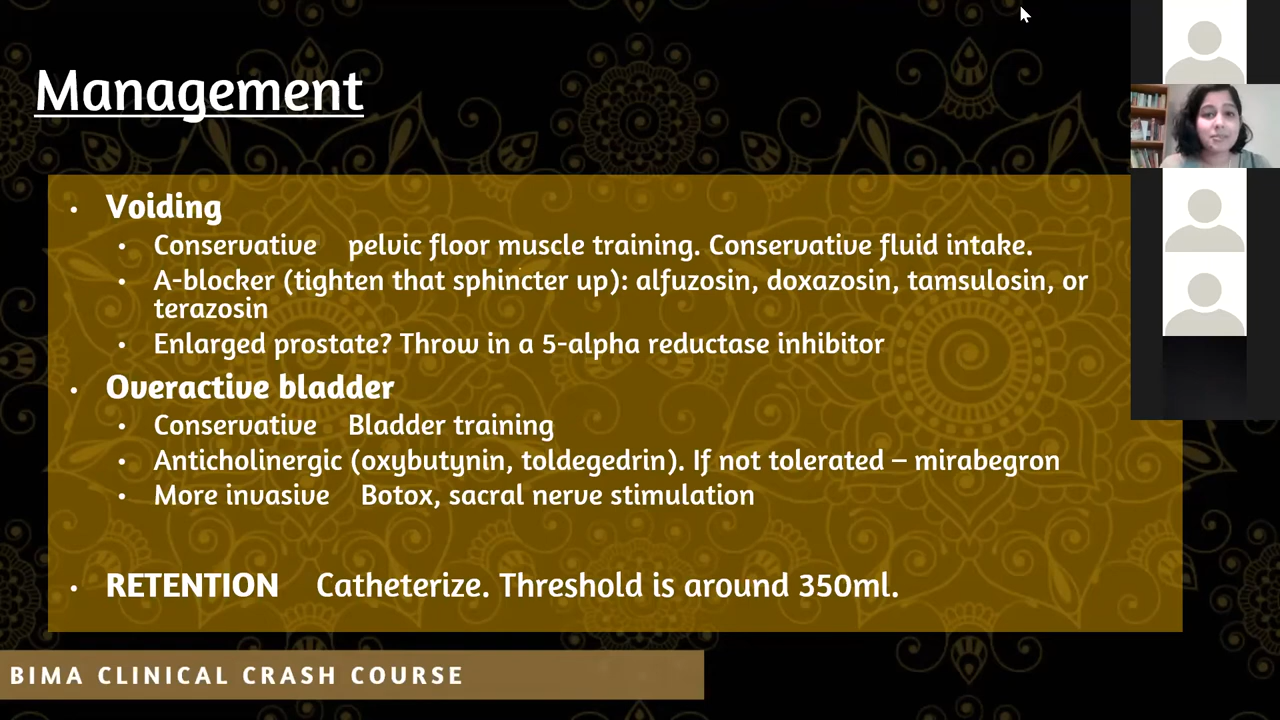 Management
• Voiding
• Conservative pelvic floor muscle training. Conservative fluid intake.
• A-blocker (tighten that sphincter up): alfuzosin, doxazosin, tamsulosin, or
terazosin
• Enlarged prostate? Throw in a 5-alpha reductase inhibitor
• Overactive bladder
• Conservative Bladder training
• Anticholinergic (oxybutynin, toldegedrin). If not tolerated – mirabegron
• More invasive Botox, sacral nerve stimulation
• RETENTION Catheterize. Threshold is around 350ml.
BIMA CLINICAL CRASH COURSE